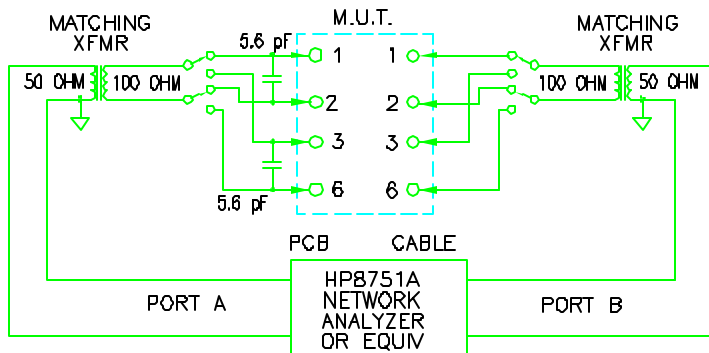 MATCHING
XFMR
5.6 pF
M.U.T.
MATCHING
XFMR
50 OHM
100 OHM
1
1
100 OHM
50 OHM
2
2
3
3
6
6
5.6 pF
PCB
CABLE
PORT A
HP8751A
NETWORK
ANALYZER
OR EQUIV
PORT B